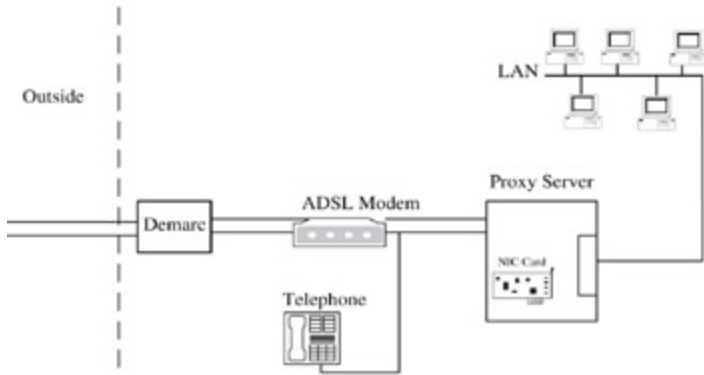 LAN
Outside
Proxy Server
ADSL Modem
Demarc
NIC Card
Telephone